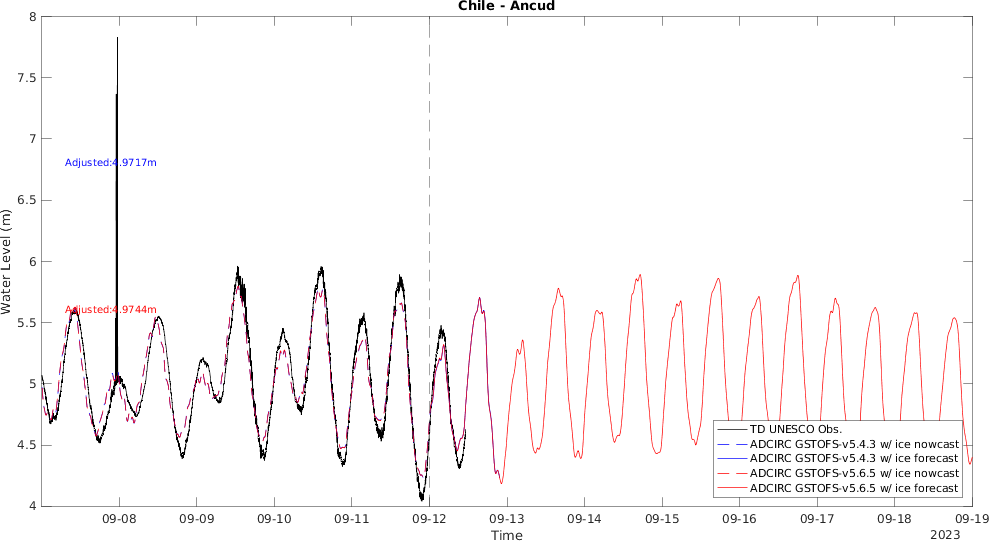 Chile - Ancud
8
7.5
7
6.5
6
5.5
5
4.5
4
Water Level (m)
Adjusted:4.9717m
Adjusted:4.9744m
TD UNESCO Obs.
ADCIRC GSTOFS-v5.4.3 w/ ice nowcast
ADCIRC GSTOFS-v5.4.3 w/ ice forecast
ADCIRC GSTOFS-v5.6.5 w/ ice nowcast
ADCIRC GSTOFS-v5.6.5 w/ ice forecast
09-08 09-09 09-10 09-11 09-12 09-13 09-14 09-15 09-16 09-17 09-18 09-19
Time
2023